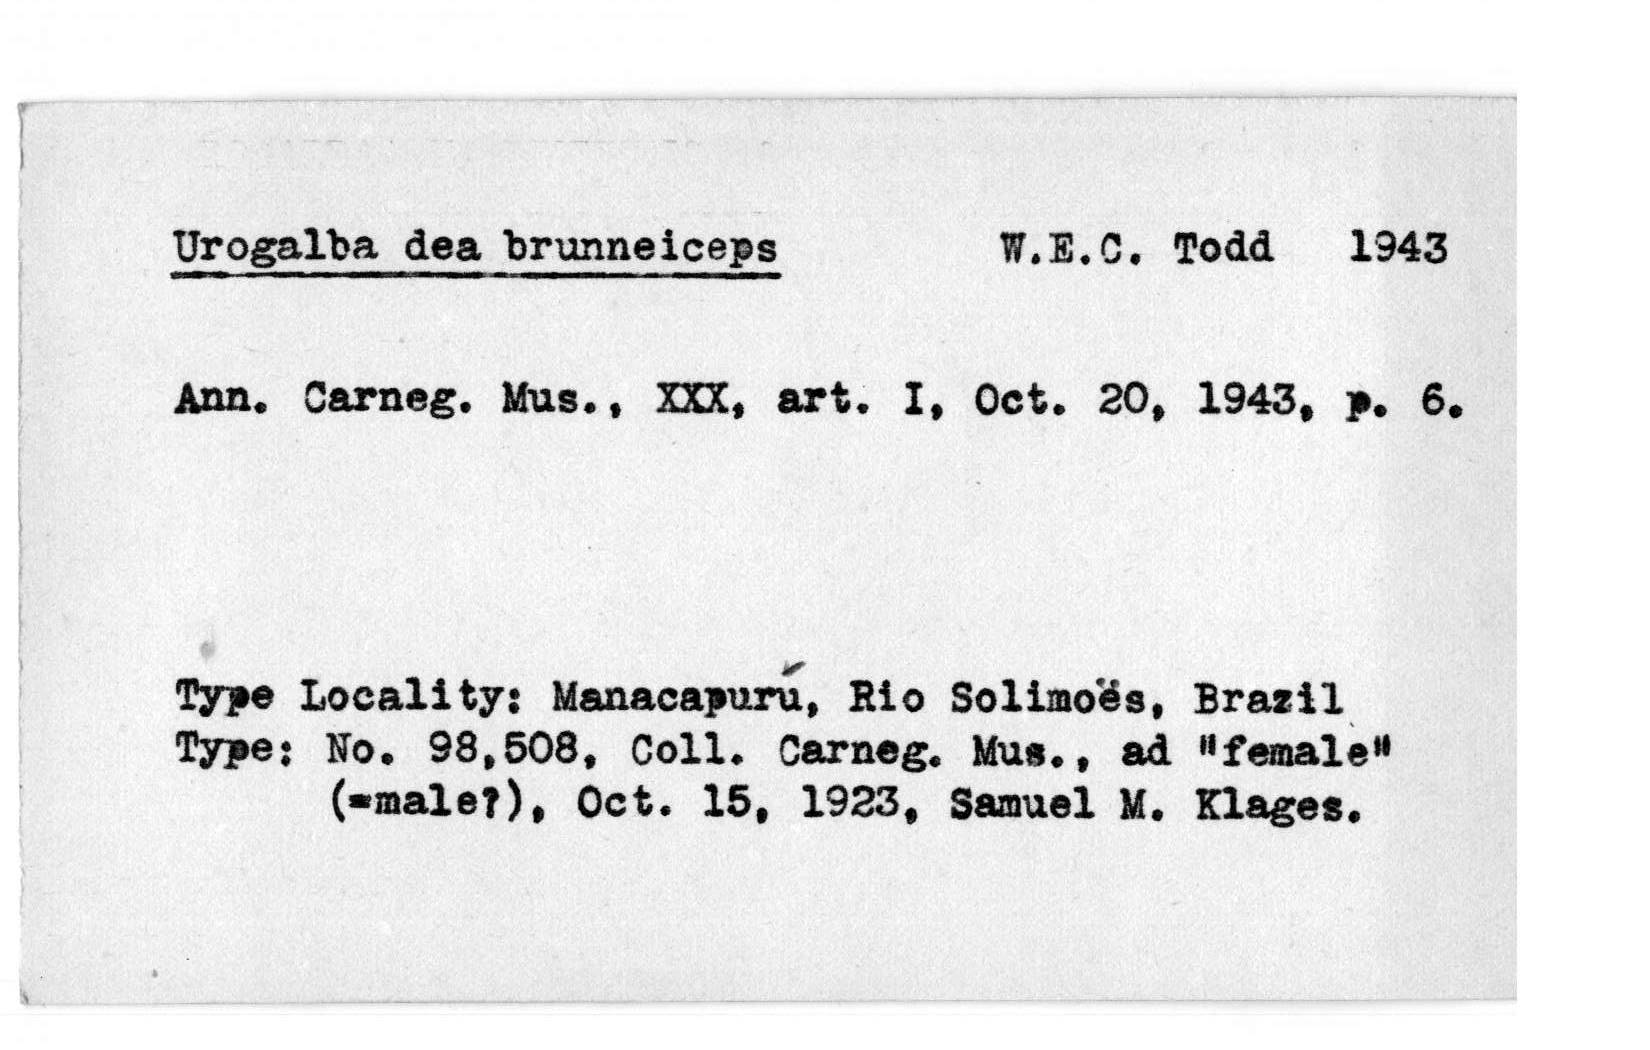 Urogalba dea brunneiceps W.E.C. Todd 1943
Ann. Carneg. Mus., XXX, art. I, Oct. 20, 1943, p. 6.
Type Locality: Manacapurú, Rio Solimoës, Brazil
Type: No. 98,508, Coll. Carneg. Mus., ad "female"
(=male?), Oct. 15, 1923, Samuel M. Klages.